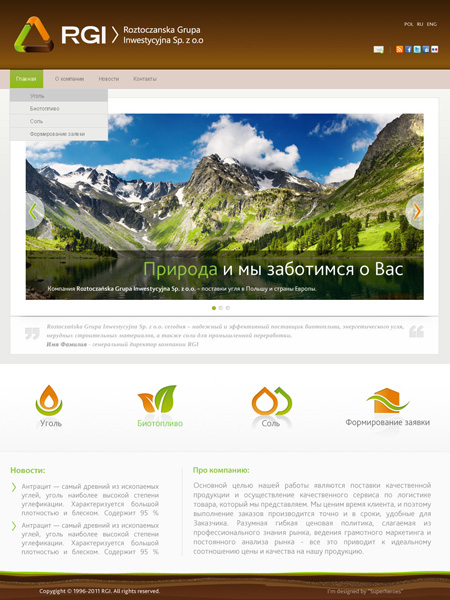 RGI
Roztoczanska Grupa
Inwestycyjna Sp. z o.o
POL RU ENG
Главная О компании Новости Контакты
Уголь
Биотопливо
Соль
Формирование заявки
Природа и мы заботимся о Вас
Компания Roztoczańska Grupa Inwestycyjna Sp. z o.o. – поставки угля в Польшу и страны Европы.
Roztoczańska Grupa Inwestycyjna Sp. z o.o. сегодня – надежный и эффективный поставщик биотоплива, энергетического угля,
нерудных строительных материалов, а также соли для промышленной переработки.
Имя Фамилия - генеральный директор компании RGI
Уголь Биотопливо Соль Формирование заявки
Новости:
Антрацит — самый древний из ископаемых
углей, уголь наиболее высокой степени
углефикации. Характеризуется большой
плотностью и блеском. Содержит 95 %
Антрацит — самый древний из ископаемых
углей, уголь наиболее высокой степени
углефикации. Характеризуется большой
плотностью и блеском. Содержит 95 %
Про компанию:
Основной целью нашей работы являются поставки качественной
продукции и осуществление качественного сервиса по логистике
товара, который мы представляем. Мы ценим время клиента, и поэтому
выполнение заказов производится точно и в сроки, удобные для
Заказчика. Разумная гибкая ценовая политика, слагаемая из
профессионального знания рынка, ведения грамотного маркетинга и
постоянного анализа рынка - все это приводит к идеальному
соотношению цены и качества на нашу продукцию.
Copyright © 1996-2011 RGI. All rights reserved.
I'm designed by "Superheroes"